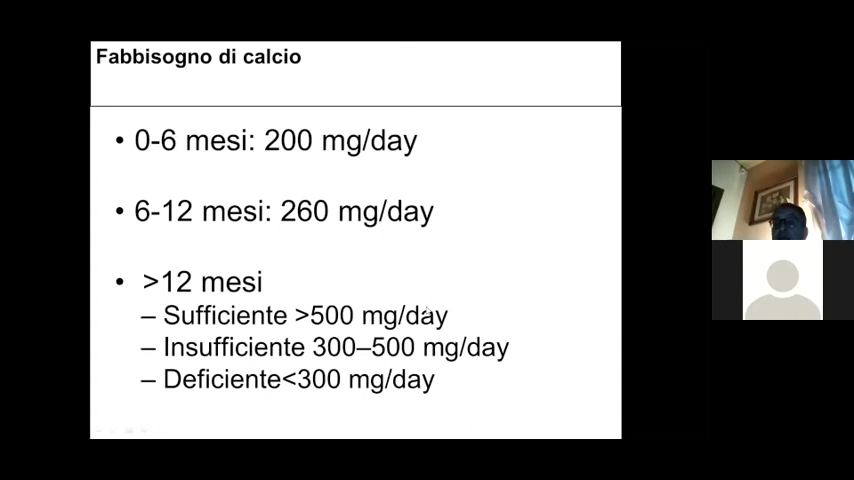 Fabbisogno di calcio
• 0-6 mesi: 200 mg/day
• 6-12 mesi: 260 mg/day
• >12 mesi
– Sufficiente >500 mg/day
– Insufficiente 300–500 mg/day
– Deficiente<300 mg/day